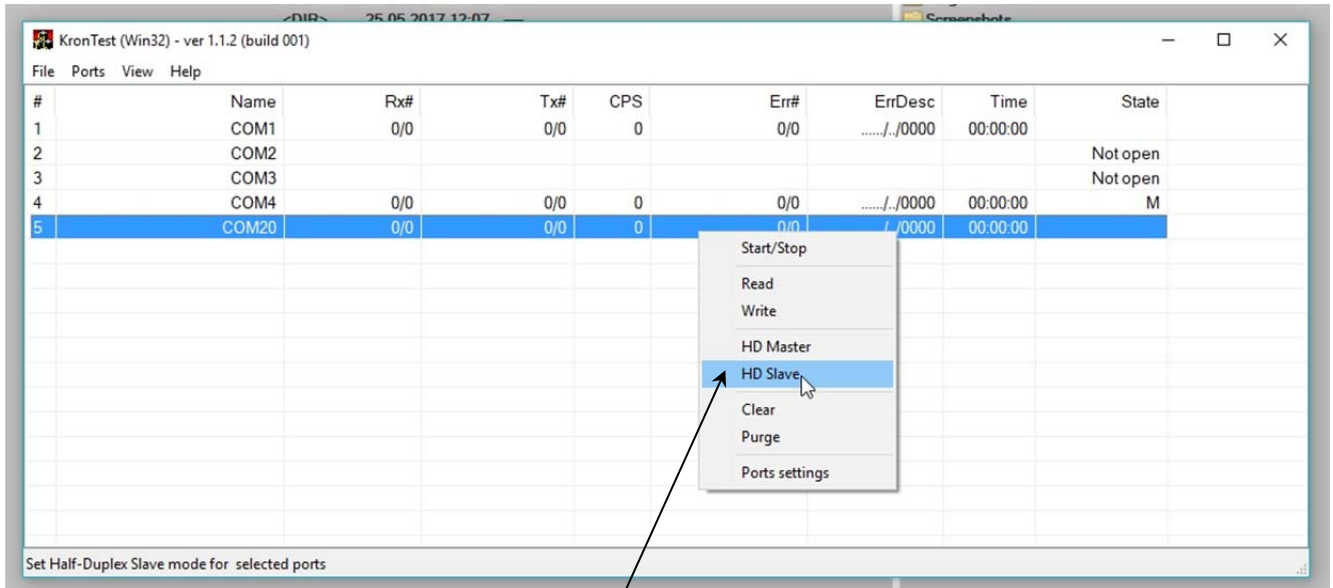 <DIR> 25.05.2017 12:07
Screenshots
KronTest (Win32) - ver 1.1.2 (build 001)
File Ports View Help
# Name Rx# Tx# CPS Err# ErrDesc Time State
1 COM1 0/0 0/0 0 0/0 ....../../0000 00:00:00
2 COM2 Not open
3 COM3 Not open
4 COM4 0/0 0/0 0 0/0 ....../../0000 00:00:00 M
5 COM20 0/0 0/0 0 0/0 /../0000 00:00:00
Start/Stop
Read
Write
HD Master
HD Slave
Clear
Purge
Ports settings
Set Half-Duplex Slave mode for selected ports